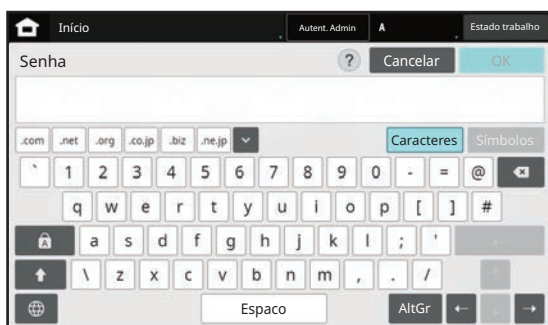 Início Autent. Admin A Estado trabalho
Senha ? Cancelar OK
.com .net .org .co.jp .biz .ne.jp Caracteres Símbolos
` 1 2 3 4 5 6 7 8 9 0 - = @
q w e r t y u i o p [ ] #
A a s d f g h j k l ; '
\ z x c v b n m , . /
Espaco AltGr